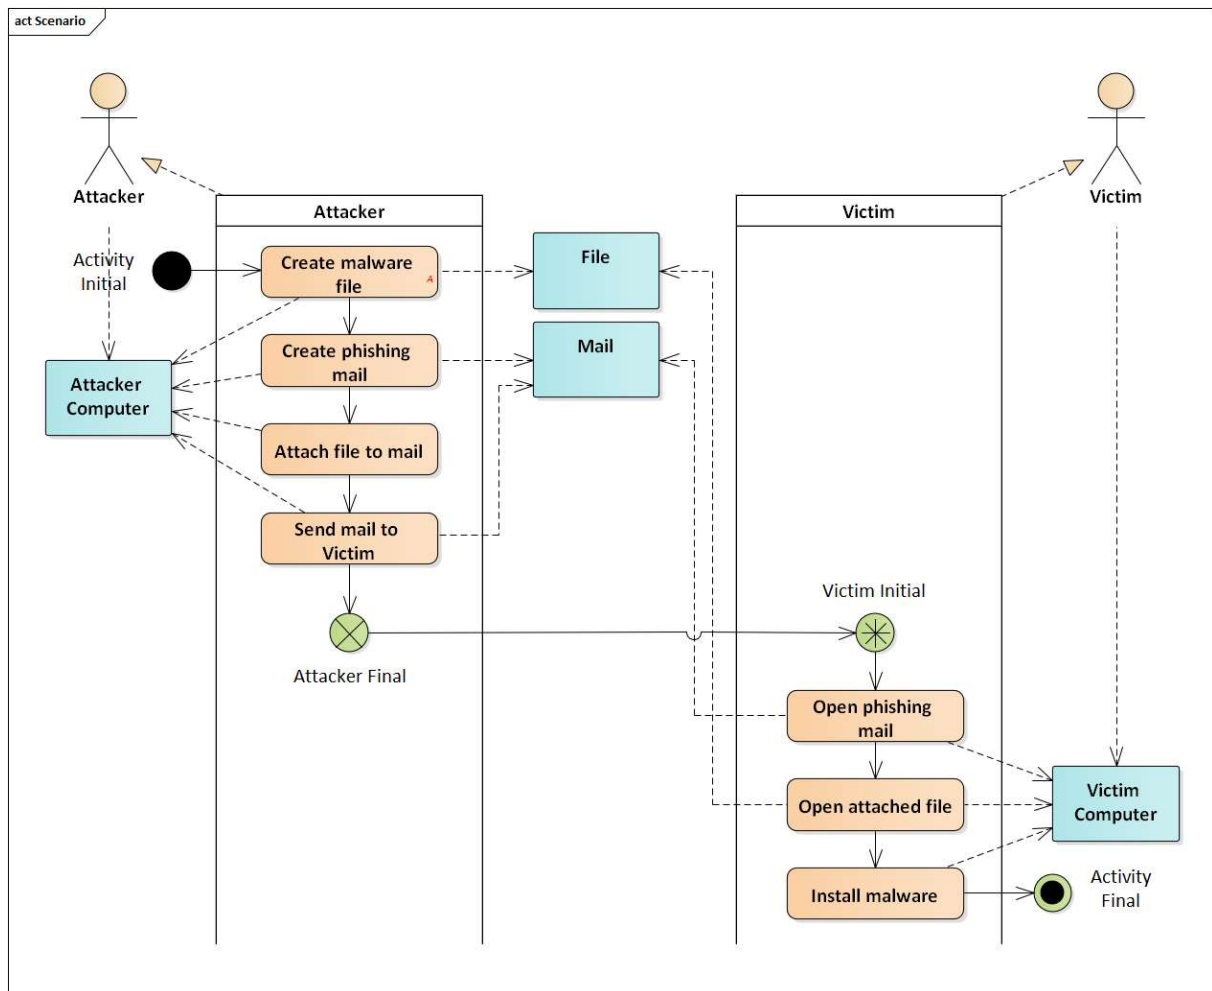 act Scenario
Attacker
Victim
Attacker
Victim
Activity
Initial
Create malware
file
A
File
Create phishing
mail
Mail
Attacker
Computer
Attach file to mail
Send mail to
Victim
Victim Initial
Attacker Final
Open phishing
mail
Open attached file
Victim
Computer
Install malware
Activity
Final